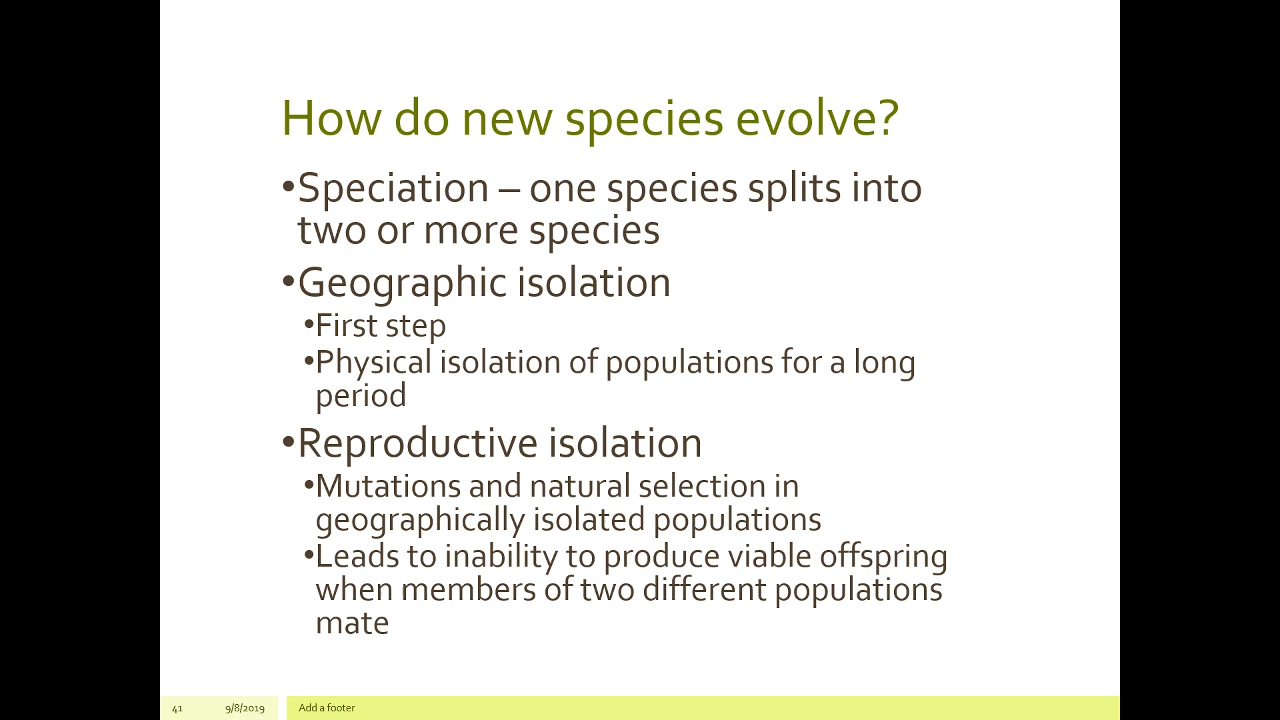 How do new species evolve?
•Speciation – one species splits into
two or more species
•Geographic isolation
•First step
•Physical isolation of populations for a long
period
•Reproductive isolation
•Mutations and natural selection in
geographically isolated populations
•Leads to inability to produce viable offspring
when members of two different populations
mate
41 9/8/2019 Add a footer